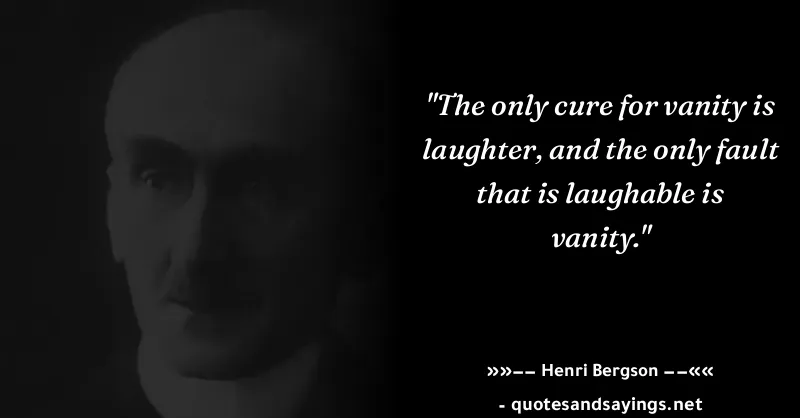 "The only cure for vanity is
laughter, and the only fault
that is laughable is
vanity."
»»−− Henri Bergson −−««
- quotesandsayings.net